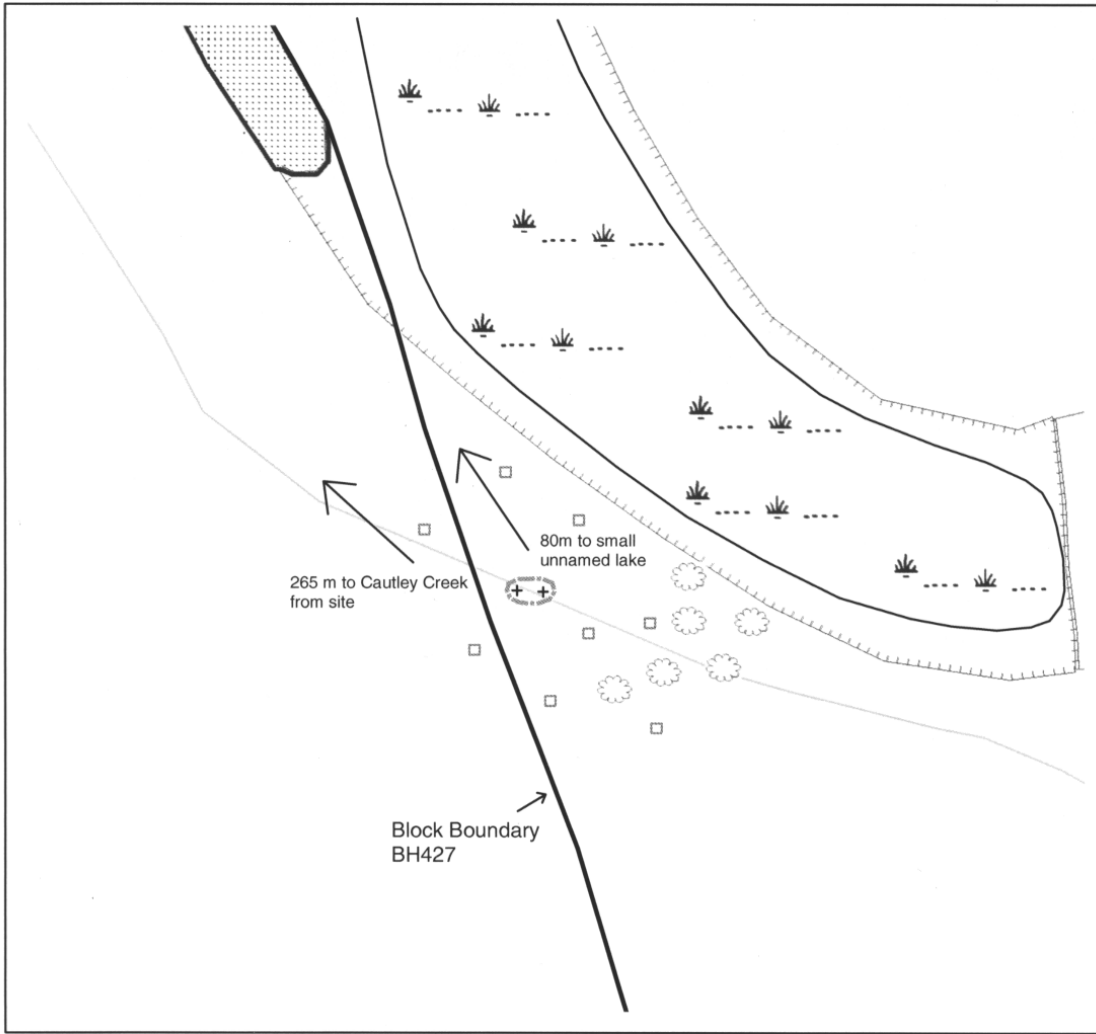 80m to small
unnamed lake
265 m to Cautley Creek
from site
Block Boundary
BH427